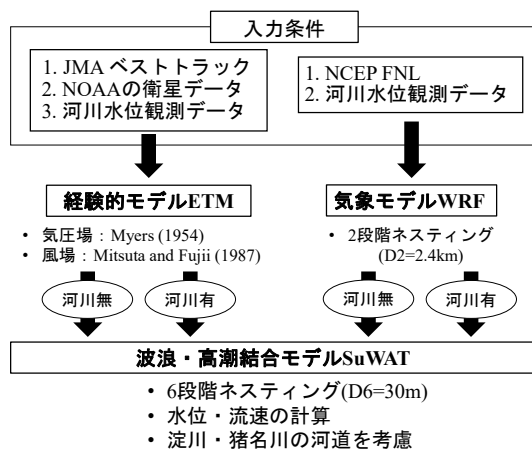 入力条件
1. JMA ベストトラック
2. NOAAの衛星データ
3. 河川水位観測データ
1. NCEP FNL
2. 河川水位観測データ
経験的モデルETM
• 気圧場：Myers (1954)
• 風場：Mitsuta and Fujii (1987)
気象モデルWRF
• 2段階ネスティング
(D2=2.4km)
河川無
河川有
河川無
河川有
波浪・高潮結合モデルSuWAT
• 6段階ネスティング(D6=30m)
• 水位・流速の計算
• 淀川・猪名川の河道を考慮